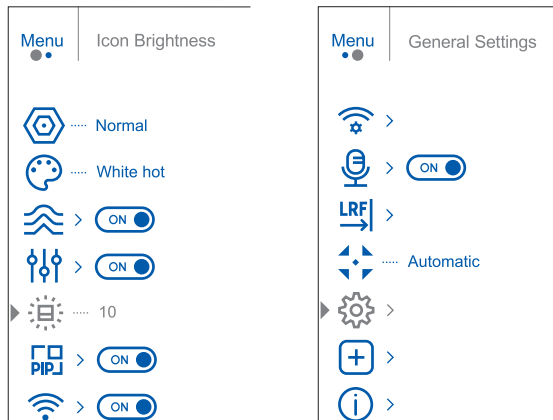 Menu Icon Brightness
Normal
White hot
ON
ON
10
PIP ON
ON
Menu General Settings
ON
LRF
Automatic